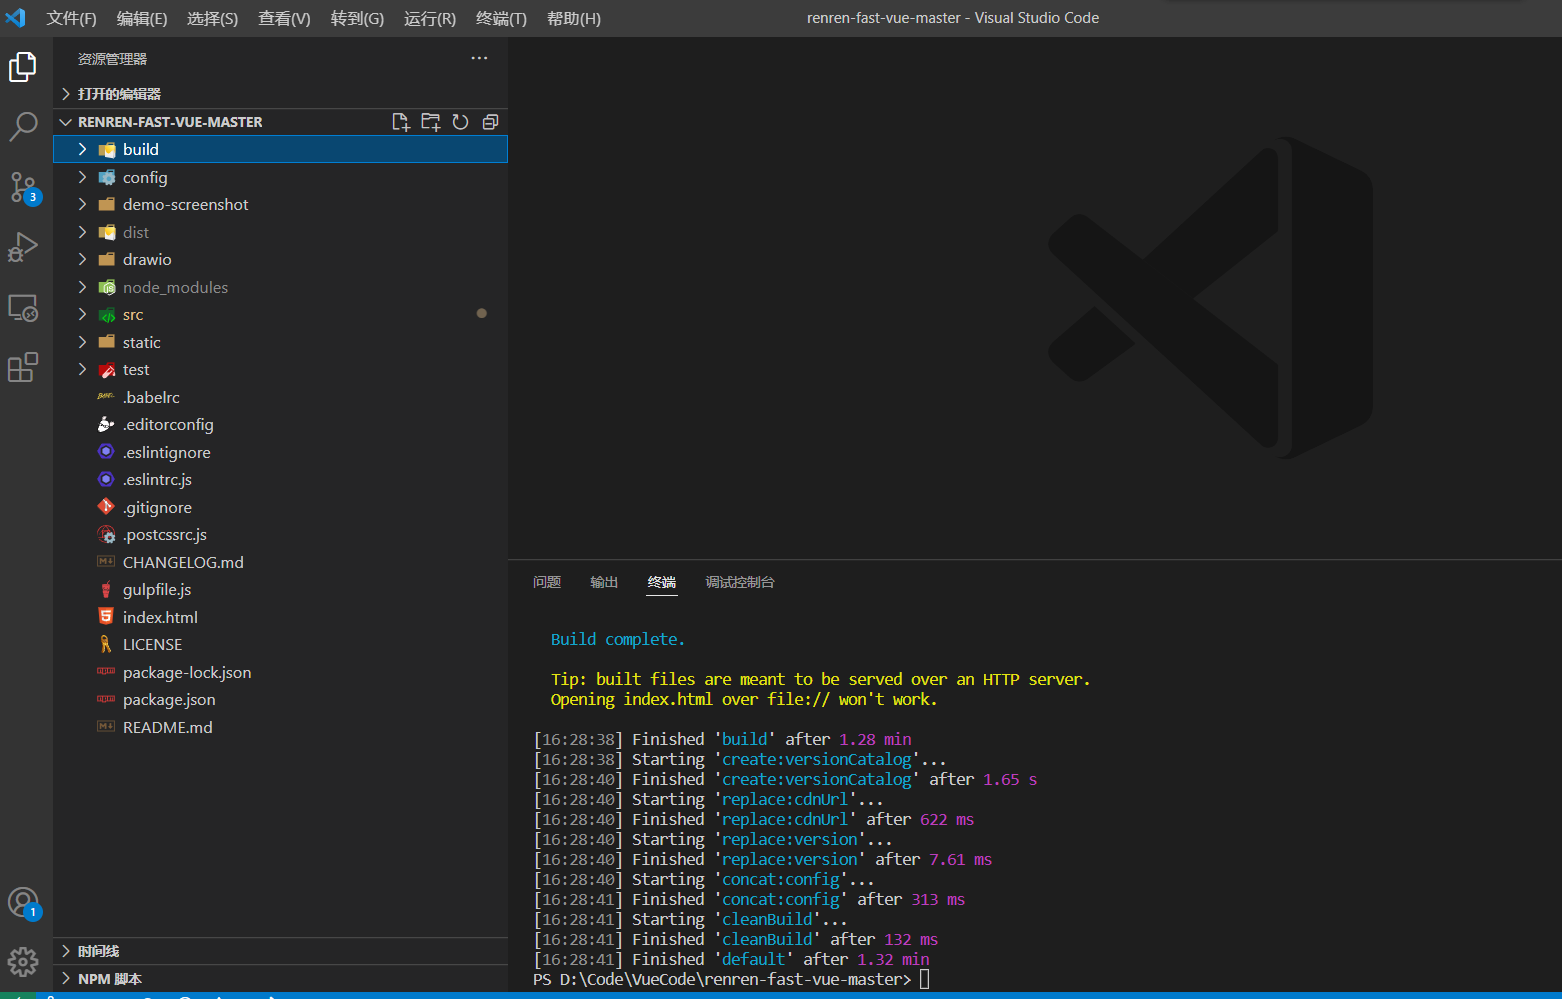 文件(F) 编辑(E) 选择(S) 查看(V) 转到(G) 运行(R) 终端(T) 帮助(H) renren-fast-vue-master - Visual Studio Code
资源管理器
打开的编辑器
RENREN-FAST-VUE-MASTER
build
config
demo-screenshot
dist
drawio
node_modules
src
static
test
.babelrc
.editorconfig
.eslintignore
.eslintrc.js
.gitignore
.postcssrc.js
CHANGELOG.md
gulpfile.js
index.html
LICENSE
package-lock.json
package.json
README.md
时间线
NPM 脚本
3
1
问题 输出 终端 调试控制台
Build complete.
Tip: built files are meant to be served over an HTTP server.
Opening index.html over file:// won't work.
[16:28:38] Finished 'build' after 1.28 min
[16:28:38] Starting 'create:versionCatalog'...
[16:28:40] Finished 'create:versionCatalog' after 1.65 s
[16:28:40] Starting 'replace:cdnUrl'...
[16:28:40] Finished 'replace:cdnUrl' after 622 ms
[16:28:40] Starting 'replace:version'...
[16:28:40] Finished 'replace:version' after 7.61 ms
[16:28:40] Starting 'concat:config'...
[16:28:41] Finished 'concat:config' after 313 ms
[16:28:41] Starting 'cleanBuild'...
[16:28:41] Finished 'cleanBuild' after 132 ms
[16:28:41] Finished 'default' after 1.32 min
PS D:\Code\VueCode\renren-fast-vue-master>